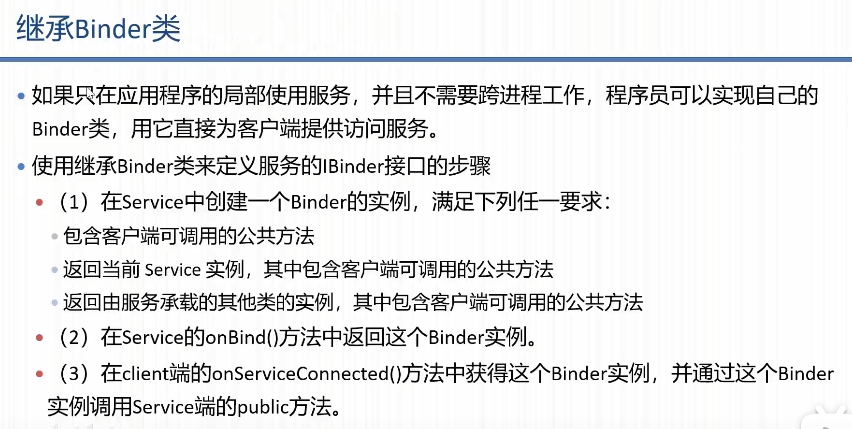 继承Binder类
如果只在应用程序的局部使用服务，并且不需要跨进程工作，程序员可以实现自己的
Binder类，用它直接为客户端提供访问服务。
使用继承Binder类来定义服务的IBinder接口的步骤
（1）在Service中创建一个Binder的实例，满足下列任一要求：
包含客户端可调用的公共方法
返回当前 Service 实例，其中包含客户端可调用的公共方法
返回由服务承载的其他类的实例，其中包含客户端可调用的公共方法
（2）在Service的onBind()方法中返回这个Binder实例。
（3）在client端的onServiceConnected()方法中获得这个Binder实例，并通过这个Binder
实例调用Service端的public方法。